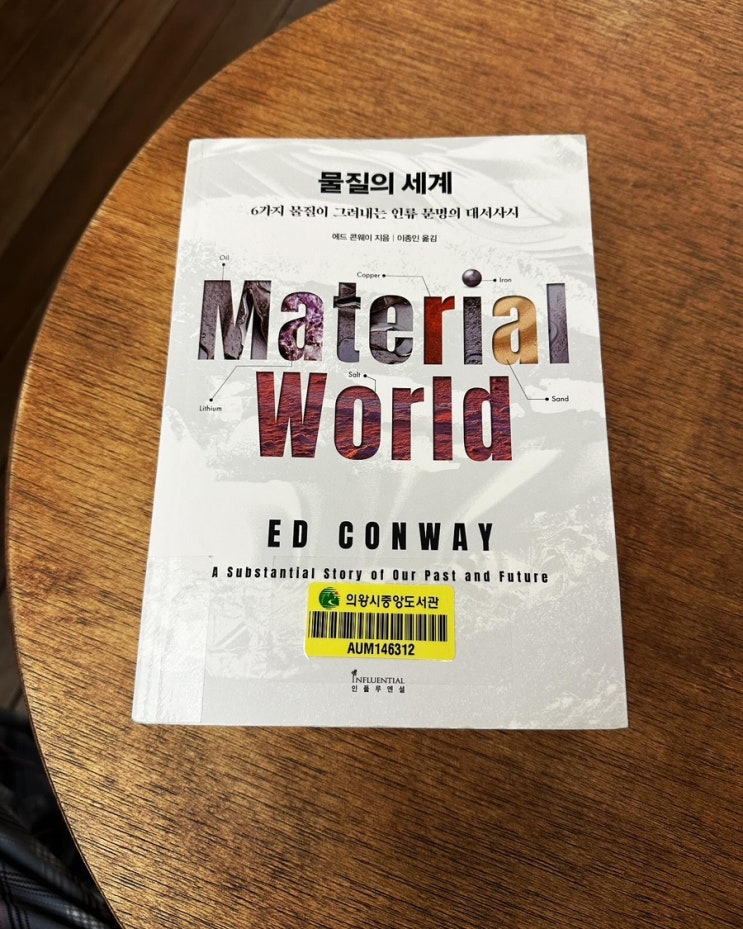 물질의 세계
6가지 물질이 그려내는 인류 문명의 대서사시
에드 콘웨이 지음 | 이종인 옮김
Oil
Copper
Iron
Material
Lithium
Salt
Sand
World
ED CONWAY
A Substantial Story of Our Past and Future
의왕시중앙도서관
AUM146312
INFLUENTIAL
인플루엔셜